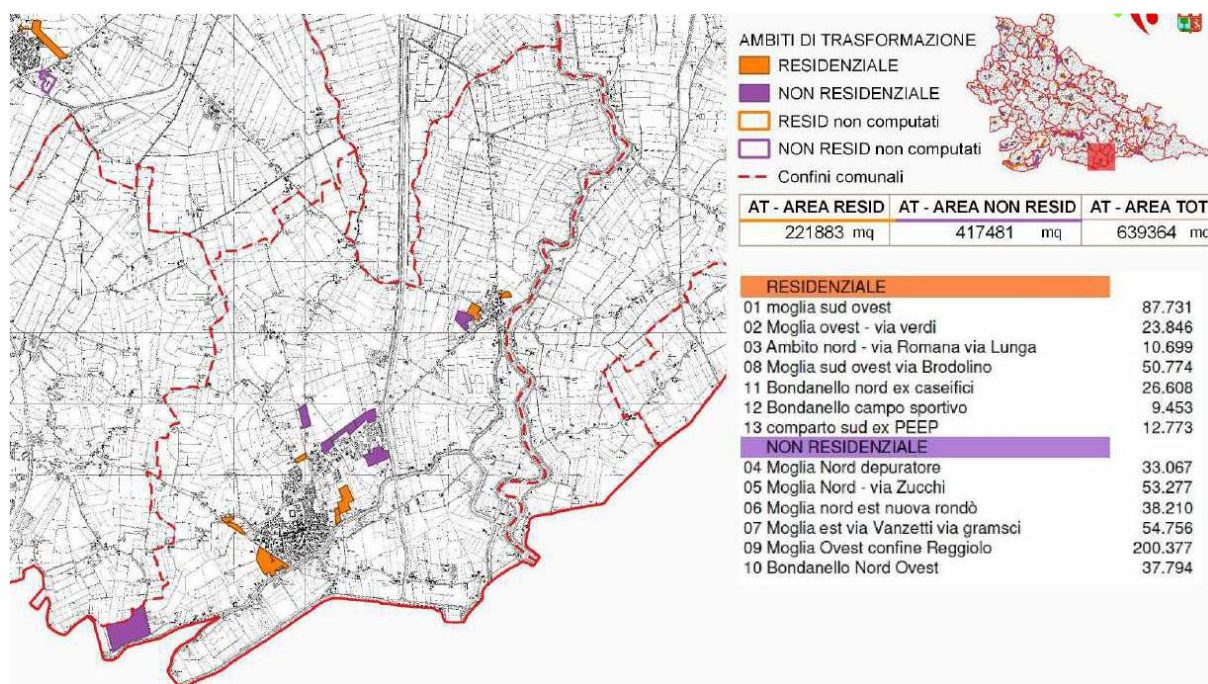 AMBITI DI TRASFORMAZIONE
RESIDENZIALE
NON RESIDENZIALE
RESID non computati
NON RESID non computati
Confini comunali
AT - AREA RESID AT - AREA NON RESID AT - AREA TOT
221883 mq 417481 mq 639364 mq
RESIDENZIALE
01 moglia sud ovest 87.731
02 Moglia ovest - via verdi 23.846
03 Ambito nord - via Romana via Lunga 10.699
08 Moglia sud ovest via Brodolino 50.774
11 Bondanello nord ex caseifici 26.608
12 Bondanello campo sportivo 9.453
13 comparto sud ex PEEP 12.773
NON RESIDENZIALE
04 Moglia Nord depuratore 33.067
05 Moglia Nord - via Zucchi 53.277
06 Moglia nord est nuova rondò 38.210
07 Moglia est via Vanzetti via gramsci 54.756
09 Moglia Ovest confine Reggiolo 200.377
10 Bondanello Nord Ovest 37.794